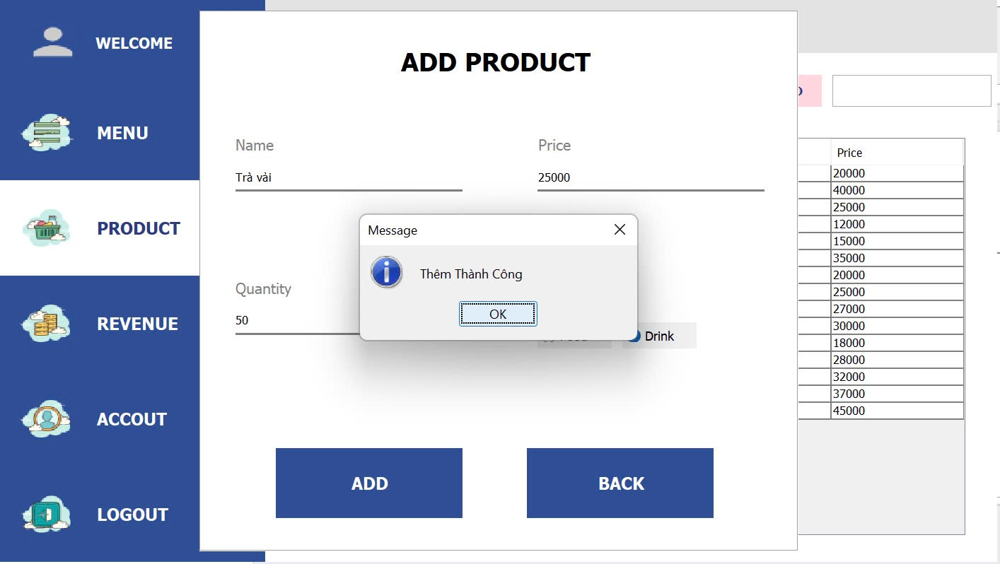 WELCOME
MENU
PRODUCT
REVENUE
ACCOUT
LOGOUT
ADD PRODUCT
Name
Trà vải
Price
25000
Quantity
50
Message
Thêm Thành Công
OK
Drink
ADD
BACK
Price
20000
40000
25000
12000
15000
35000
20000
25000
27000
30000
18000
28000
32000
37000
45000